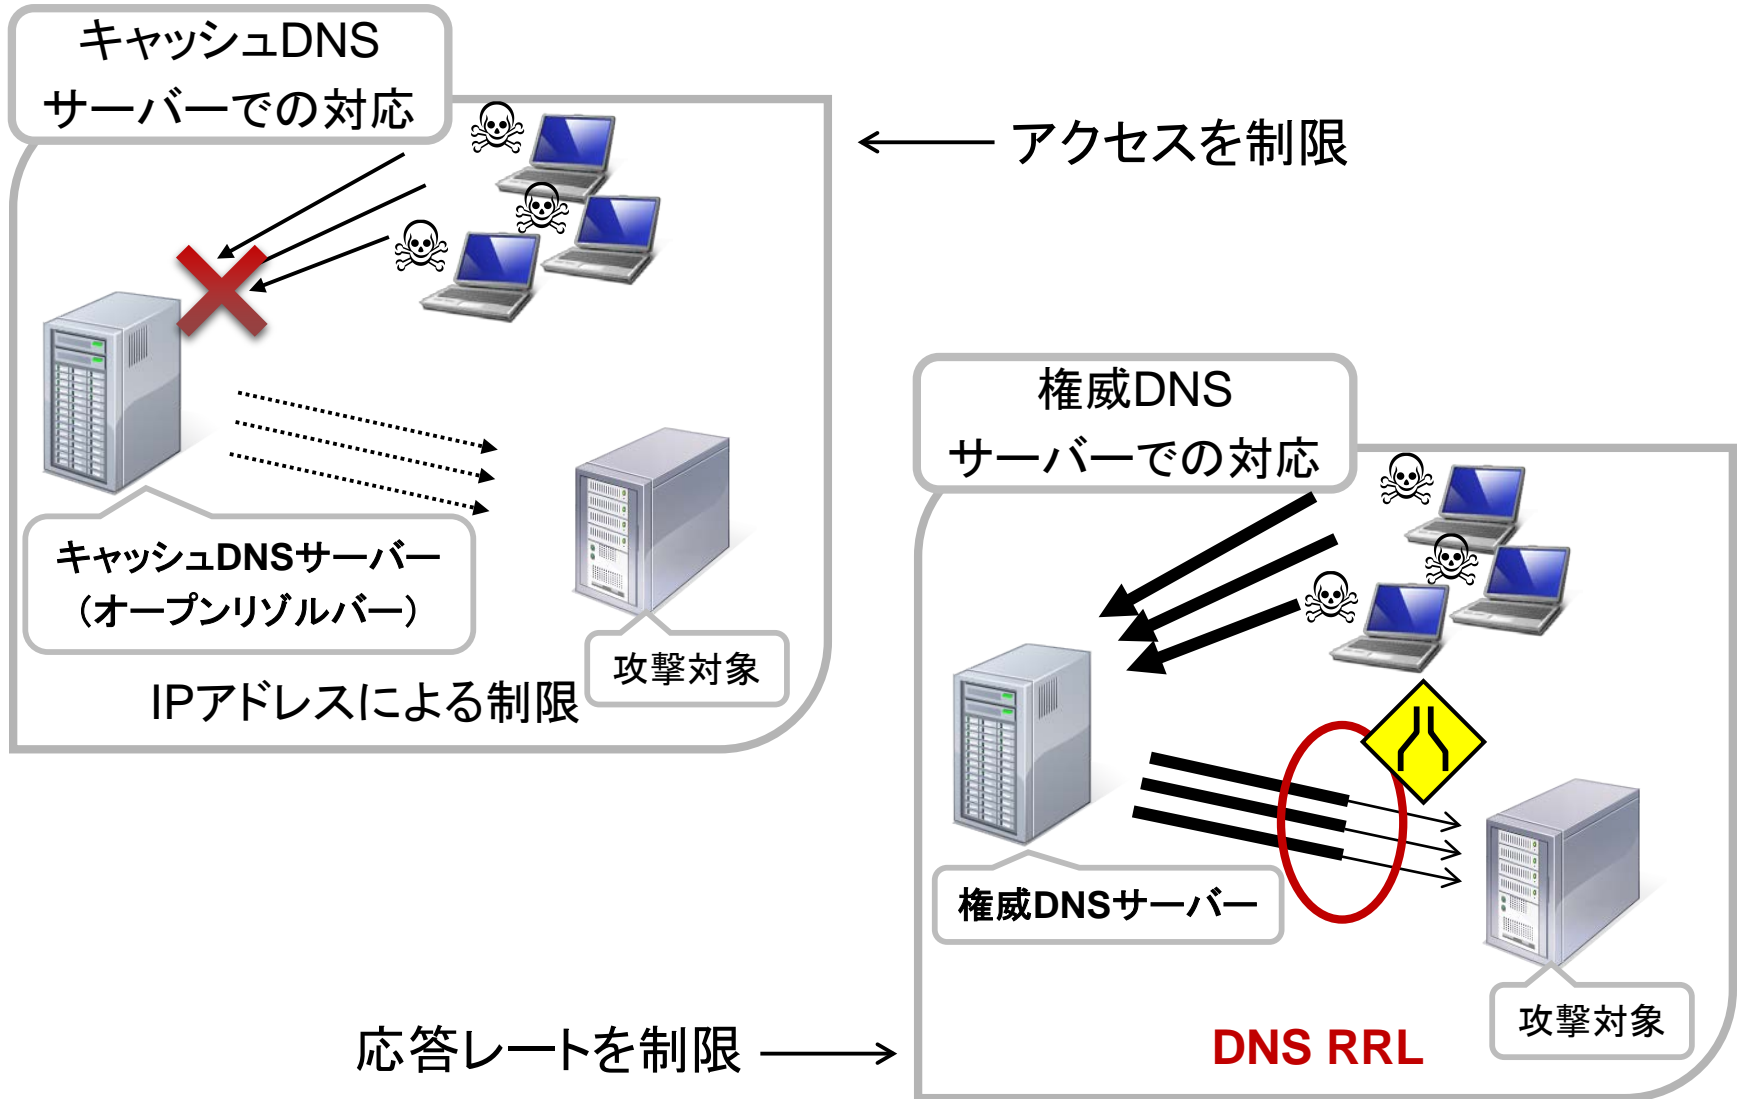 キャッシュDNS
サーバーでの対応
アクセスを制限
キャッシュDNSサーバー
（オープンリゾルバー）
攻撃対象
IPアドレスによる制限
権威DNS
サーバーでの対応
権威DNSサーバー
攻撃対象
DNS RRL
応答レートを制限